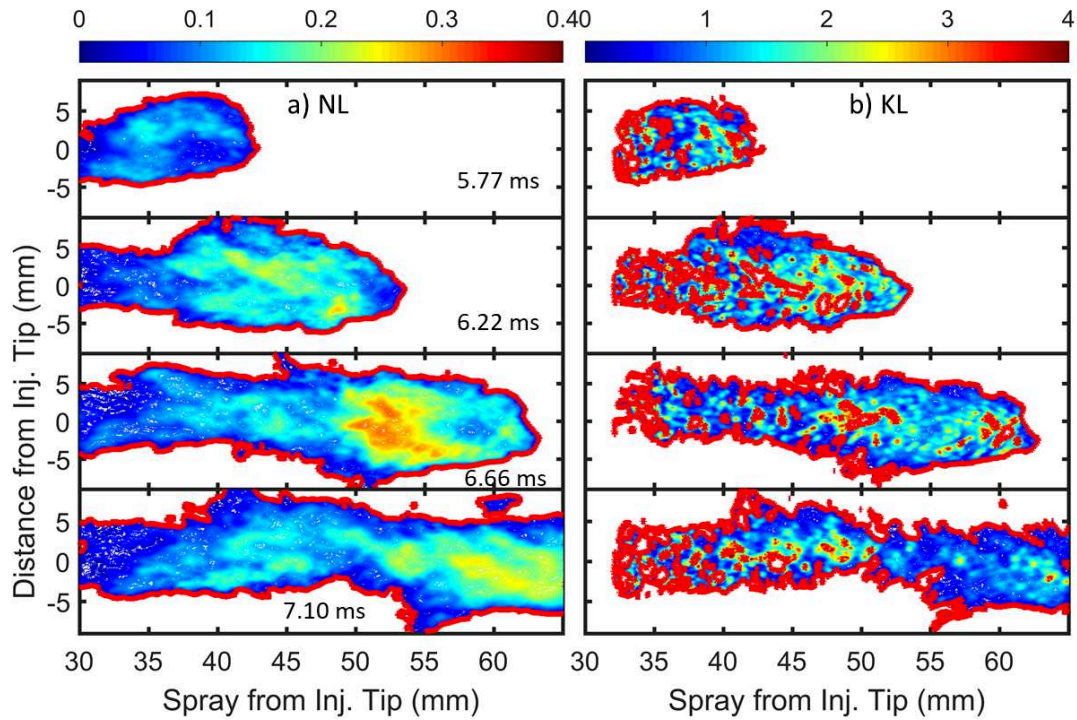 0 0.1 0.2 0.3 0.40 1 2 3 4
a) NL
b) KL
5 0 -5
5.77 ms
5 0 -5
6.22 ms
5 0 -5
6.66 ms
5 0 -5
7.10 ms
Distance from Inj. Tip (mm)
30 35 40 45 50 55 60
30 35 40 45 50 55 60
Spray from Inj. Tip (mm)
Spray from Inj. Tip (mm)